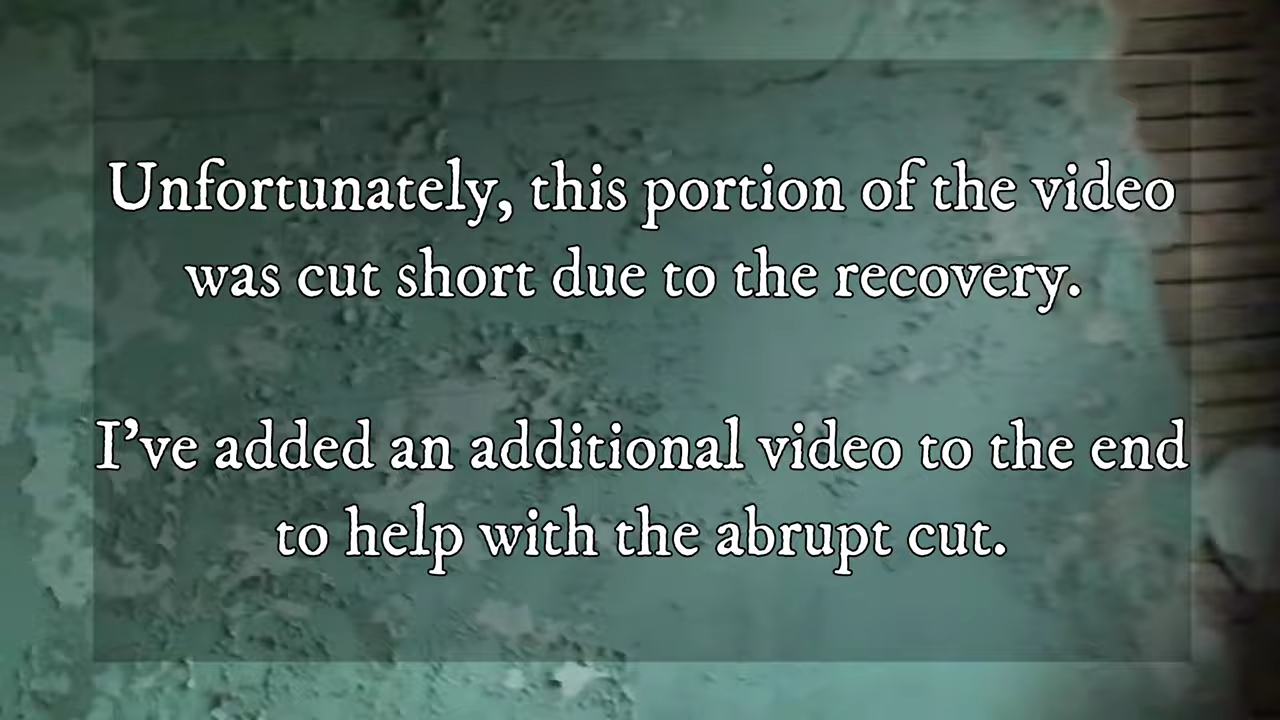 Unfortunately, this portion of the video
was cut short due to the recovery.
I’ve added an additional video to the end
to help with the abrupt cut.